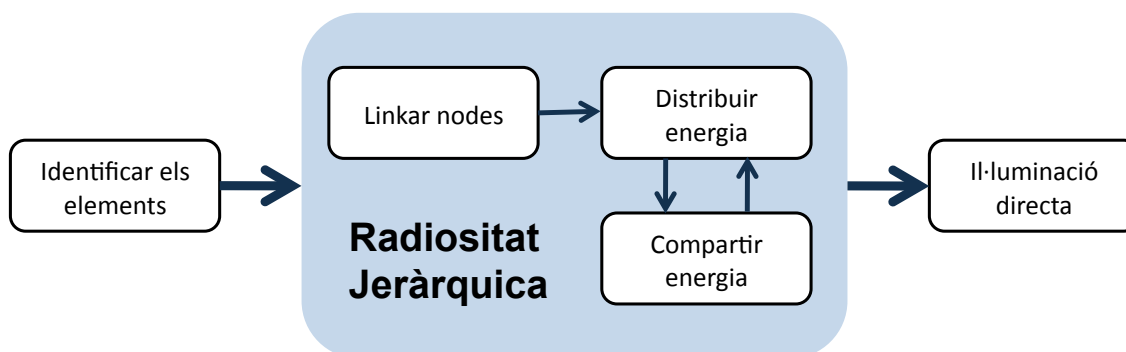 Identificar els
elements
Linkar nodes
Distribuir
energia
Compartir
energia
Radiositat
Jeràrquica
Il·luminació
directa